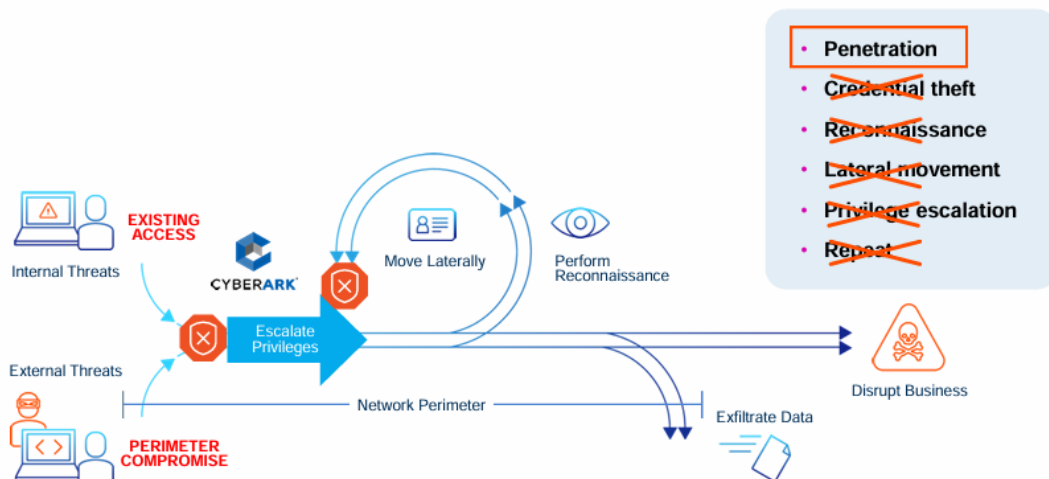 • Penetration
• Credential theft
• Reconnaissance
• Lateral movement
• Privilege escalation
• Repeat
EXISTING
ACCESS
Internal Threats
CYBERARK®
Move Laterally
Perform
Reconnaissance
Escalate
Privileges
External Threats
Disrupt Business
Network Perimeter
Exfiltrate Data
PERIMETER
COMPROMISE